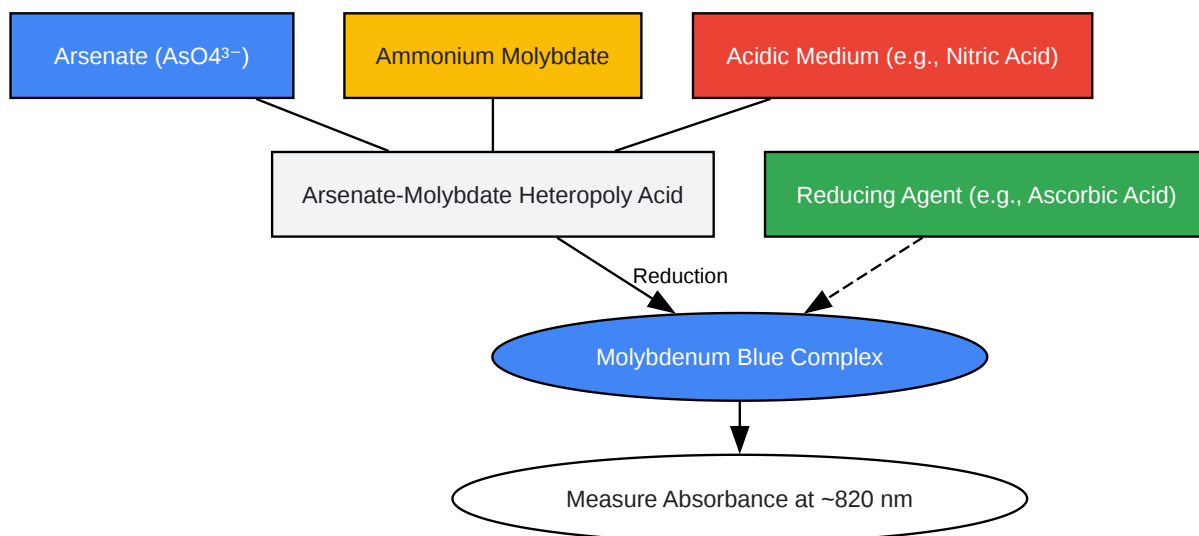 Arsenate (AsO4³⁻)
Ammonium Molybdate
Acidic Medium (e.g., Nitric Acid)
Arsenate-Molybdate Heteropoly Acid
Reducing Agent (e.g., Ascorbic Acid)
Reduction
Molybdenum Blue Complex
Measure Absorbance at ~820 nm